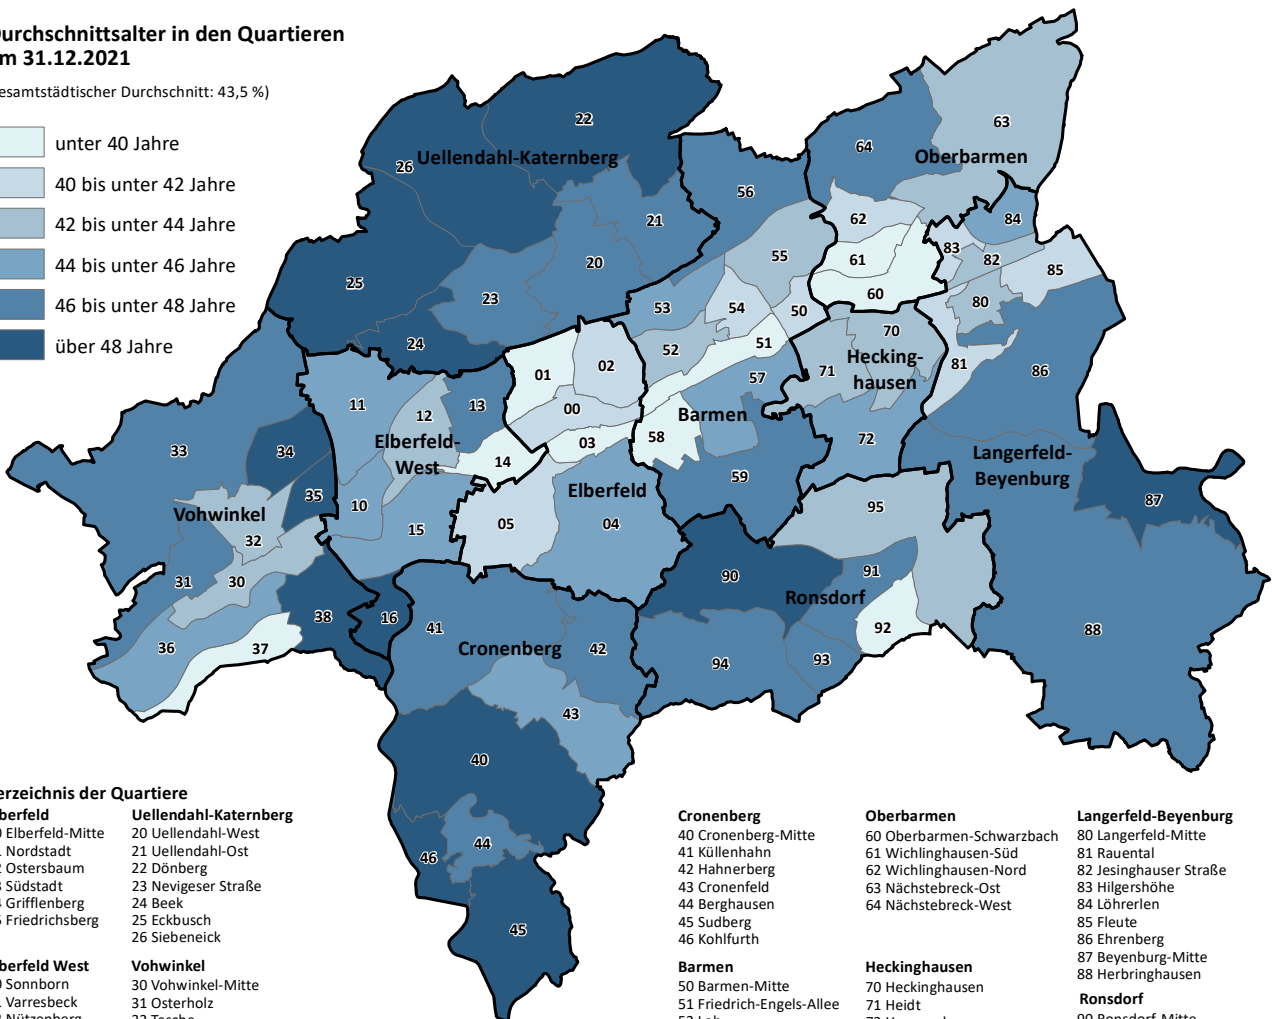 urchschnittsalter in den Quartieren
m 31.12.2021
esamtstädtischer Durchschnitt: 43,5 %)
unter 40 Jahre
40 bis unter 42 Jahre
42 bis unter 44 Jahre
44 bis unter 46 Jahre
46 bis unter 48 Jahre
über 48 Jahre
22
63
26
Uellendahl-Katernberg
64
Oberbarmen
56
21
62
84
83
55
61
82
20
85
25
60
23
53
54
50
80
24
52
51
70
Hecking-
hausen
01
02
71
81
86
57
11
12
13
00
Barmen
Elberfeld-
West
03
58
72
33
34
14
Langerfeld-
Beyenburg
59
35
Elberfeld
87
10
Vohwinkel
15
05
04
95
32
31
30
90
91
Ronsdorf
38
16
41
92
88
36
37
Cronenberg
42
94
93
43
40
44
46
45
erzeichnis der Quartiere
berfeld
Elberfeld-Mitte
Nordstadt
Ostersbaum
Südstadt
Grifflenberg
Friedrichsberg
berfeld West
Sonnborn
Varresbeck
Nützenberg
Uellendahl-Katernberg
20 Uellendahl-West
21 Uellendahl-Ost
22 Dönberg
23 Nevigeser Straße
24 Beek
25 Eckbusch
26 Siebeneick
Vohwinkel
30 Vohwinkel-Mitte
31 Osterholz
Cronenberg
40 Cronenberg-Mitte
41 Küllenhahn
42 Hahnerberg
43 Cronenfeld
44 Berghausen
45 Sudberg
46 Kohlfurth
Barmen
50 Barmen-Mitte
51 Friedrich-Engels-Allee
Oberbarmen
60 Oberbarmen-Schwarzbach
61 Wichlinghausen-Süd
62 Wichlinghausen-Nord
63 Nächstebreck-Ost
64 Nächstebreck-West
Heckinghausen
70 Heckinghausen
71 Heidt
Langerfeld-Beyenburg
80 Langerfeld-Mitte
81 Rauental
82 Jesinghauser Straße
83 Hilgershöhe
84 Löhrerlen
85 Fleute
86 Ehrenberg
87 Beyenburg-Mitte
88 Herbringhausen
Ronsdorf
90 Ronsdorf-Mitte